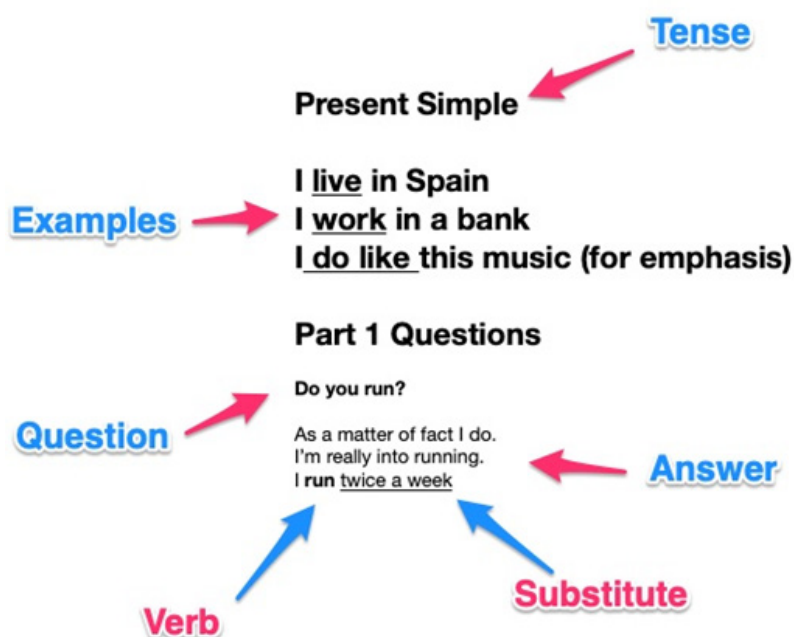 Tense
Present Simple
I live in Spain
Examples
I work in a bank
I do like this music (for emphasis)
Part 1 Questions
Do you run?
Question
As a matter of fact I do.
I'm really into running.
Answer
I run twice a week
Substitute
Verb